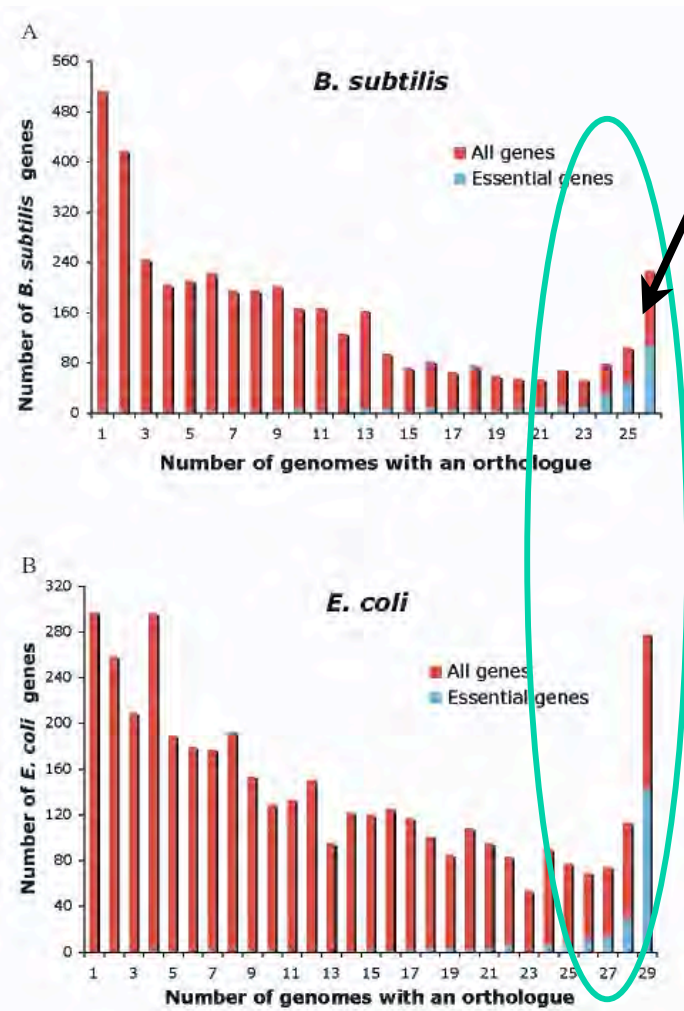 A
B. subtilis
All genes
Essential genes
Number of B. subtilis genes
560
480
400
320
240
160
80
0
1 3 5 7 9 11 13 15 17 19 21 23 25
Number of genomes with an orthologue
B
E. coli
All genes
Essential genes
Number of E. coli genes
320
280
240
200
160
120
80
40
0
1 3 5 7 9 11 13 15 17 19 21 23 25 27 29
Number of genomes with an orthologue